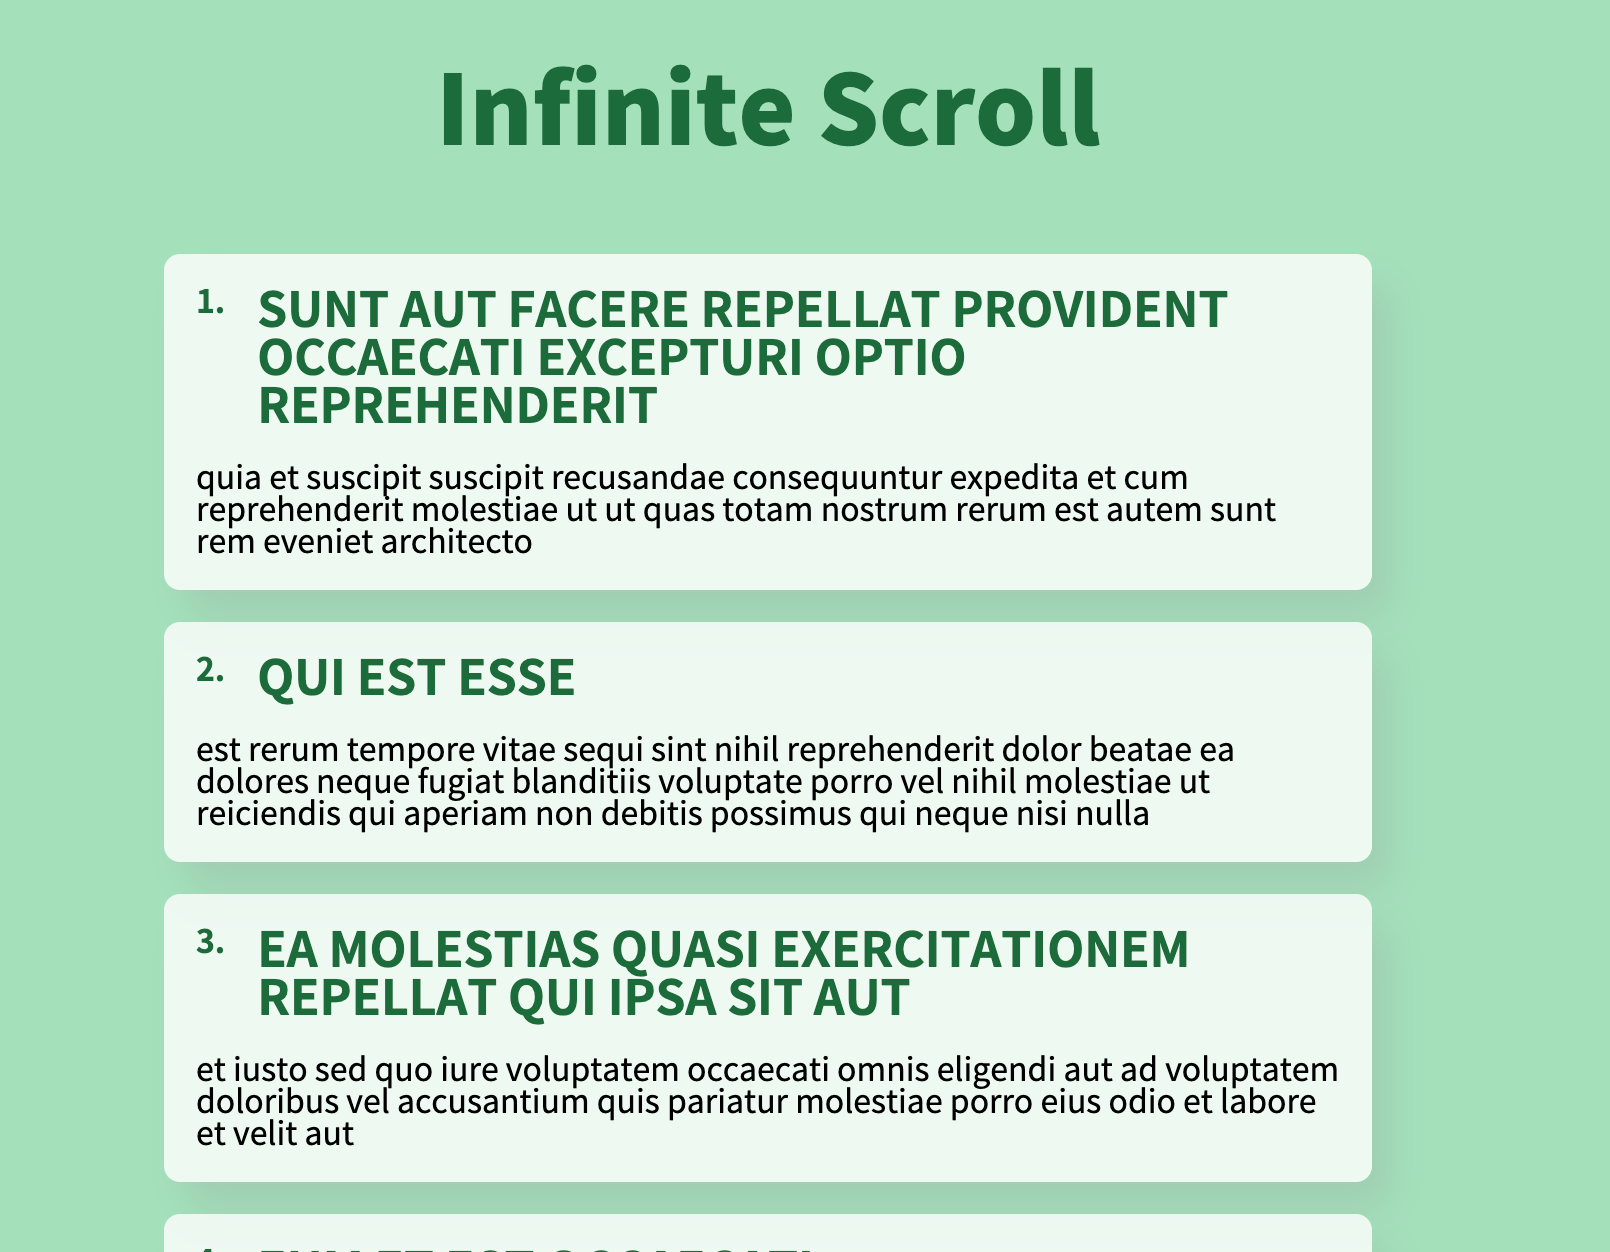 Infinite Scroll
1. SUNT AUT FACERE REPELLAT PROVIDENT
OCCAECATI EXCEPTURI OPTIO
REPREHENDERIT
quia et suscipit suscipit recusandae consequuntur expedita et cum
reprehenderit molestiae ut ut quas totam nostrum rerum est autem sunt
rem eveniet architecto
2. QUI EST ESSE
est rerum tempore vitae sequi sint nihil reprehenderit dolor beatae ea
dolores neque fugiat blanditiis voluptate porro vel nihil molestiae ut
reiciendis qui aperiam non debitis possimus qui neque nisi nulla
3. EA MOLESTIAS QUASI EXERCITATIONEM
REPELLAT QUI IPSA SIT AUT
et iusto sed quo iure voluptatem occaecati omnis eligendi aut ad voluptatem
doloribus vel accusantium quis pariatur molestiae porro eius odio et labore
et velit aut